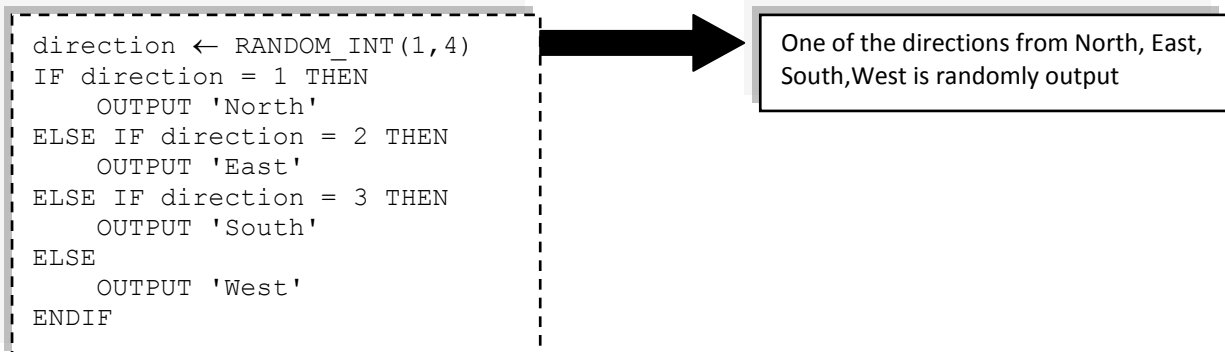 direction ← RANDOM_INT(1,4)
IF direction = 1 THEN
    OUTPUT 'North'
ELSE IF direction = 2 THEN
    OUTPUT 'East'
ELSE IF direction = 3 THEN
    OUTPUT 'South'
ELSE
    OUTPUT 'West'
ENDIF
One of the directions from North, East,
South,West is randomly output